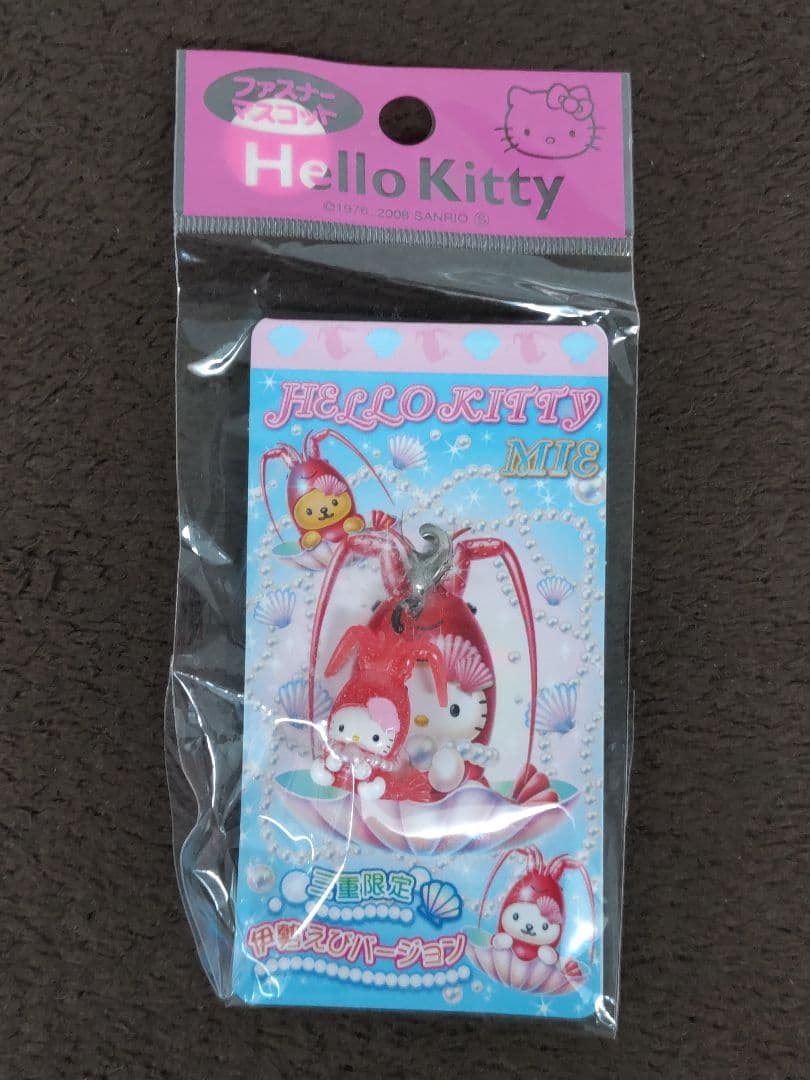 ファスナー
マスコット
Hello Kitty
©1976, 2008 SANRIO Ⓢ
HELLO KITTY
MIE
三重限定
伊勢えびバージョン